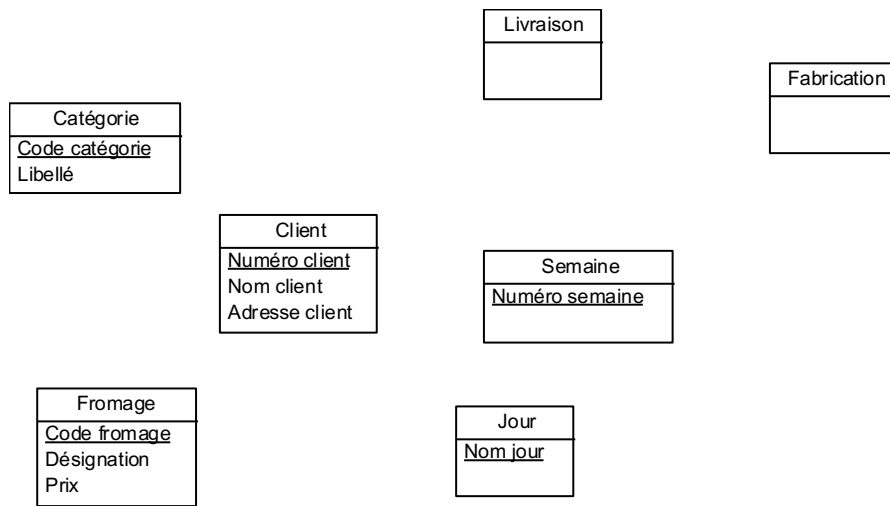 Livraison
Fabrication
Catégorie
Code catégorie
Libellé
Client
Numéro client
Nom client
Adresse client
Semaine
Numéro semaine
Fromage
Code fromage
Désignation
Prix
Jour
Nom jour